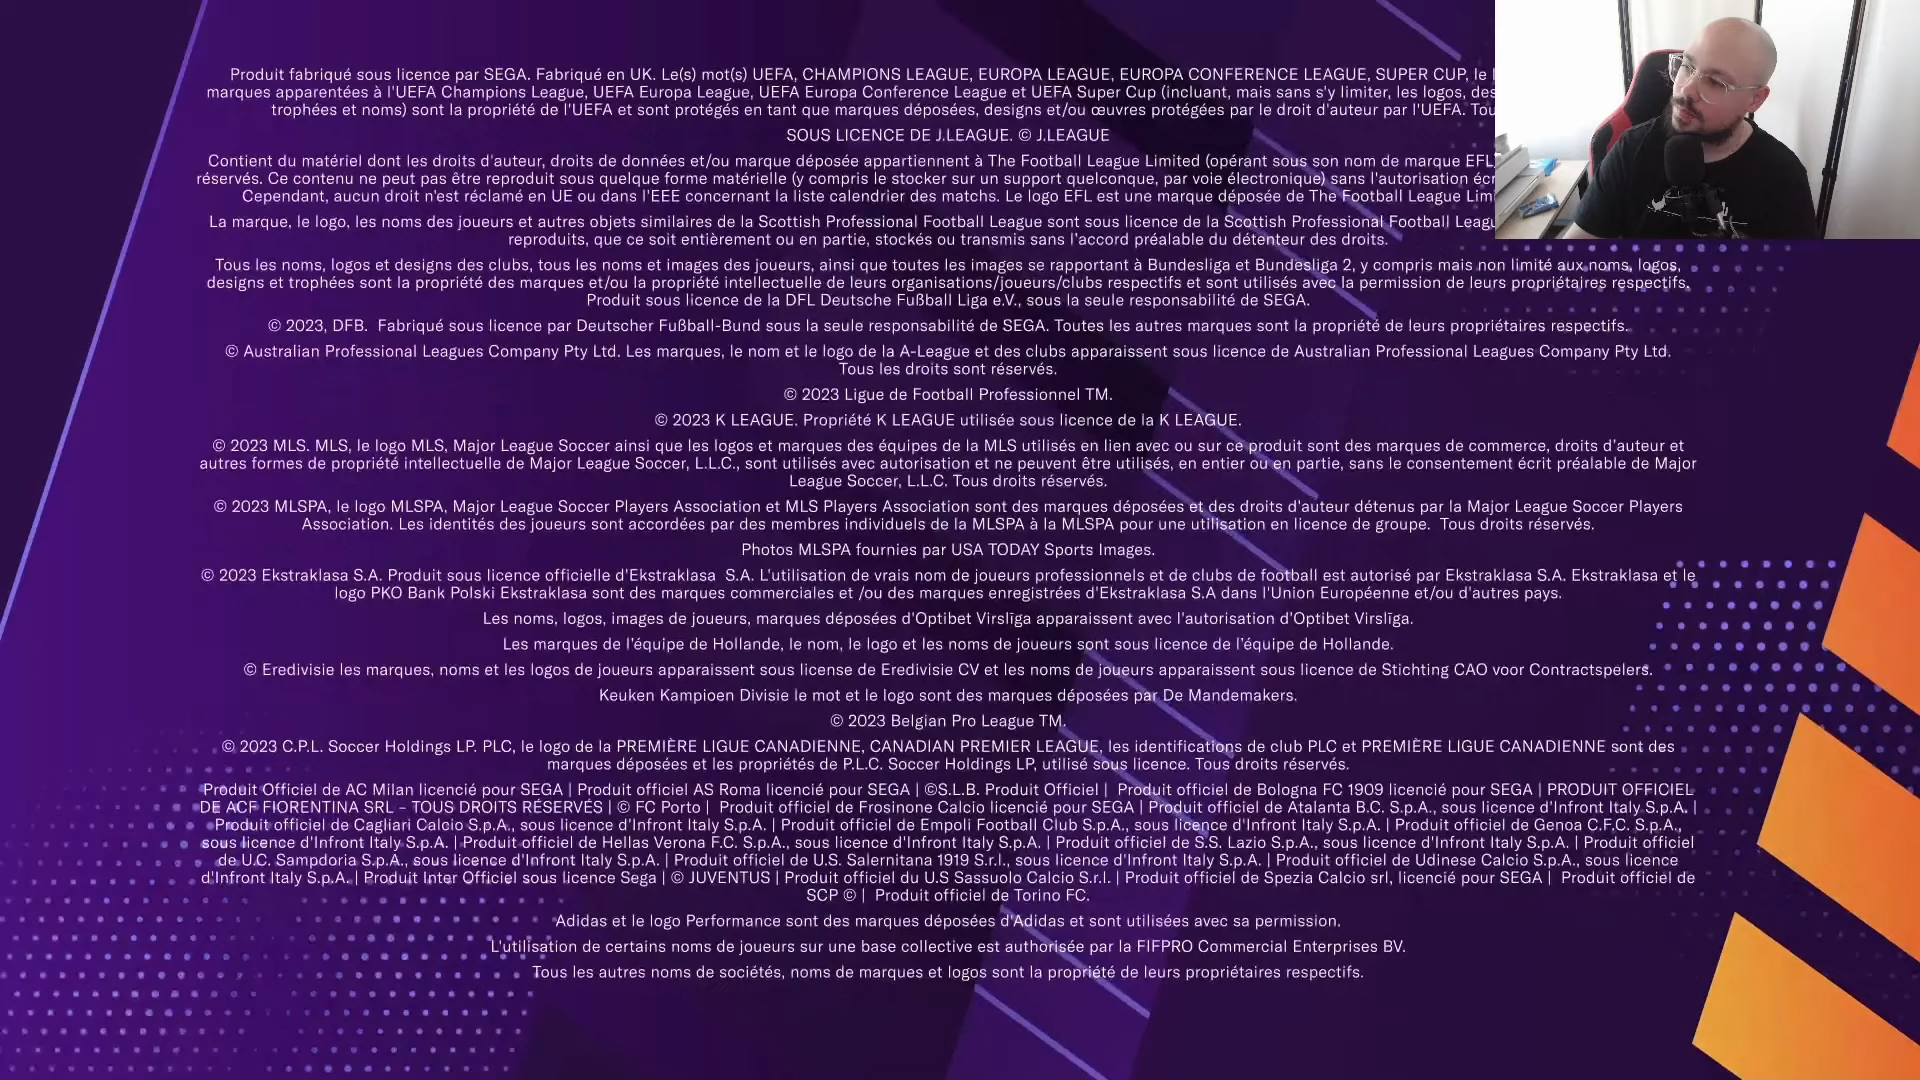 Produit fabriqué sous licence par SEGA. Fabriqué en UK. Le(s) mot(s) UEFA, CHAMPIONS LEAGUE, EUROPA LEAGUE, EUROPA CONFERENCE LEAGUE, SUPER CUP, le
marques apparentées à l'UEFA Champions League, UEFA Europa League, UEFA Europa Conference League et UEFA Super Cup (incluant, mais sans s'y limiter, les logos,
trophées et noms) sont la propriété de l'UEFA et sont protégés en tant que marques déposées, designs et/ou œuvres protégées par le droit d'auteur par l'UEFA.
SOUS LICENCE DE J.LEAGUE. © J.LEAGUE
Contient du matériel dont les droits d'auteur, droits de données et/ou marque déposée appartiennent à The Football League Limited (opérant sous son nom de marque EFL
réservés. Ce contenu ne peut pas être reproduit sous quelque forme matérielle (y compris le stocker sur un support quelconque, par voie électronique) sans l'autorisation
Cependant, aucun droit n'est réclamé en UE ou dans l'EEE concernant la liste calendrier des matchs. Le logo EFL est une marque déposée de The Football League
La marque, le logo, les noms des joueurs et autres objets similaires de la Scottish Professional Football League sont sous licence de la Scottish Professional Football
reproduits, que ce soit entièrement ou en partie, stockés ou transmis sans l'accord préalable du détenteur des droits.
Tous les noms, logos et designs des clubs, tous les noms et images des joueurs, ainsi que toutes les images se rapportant à Bundesliga et Bundesliga 2, y compris mais non limité aux noms, logos,
designs et trophées sont la propriété des marques et/ou la propriété intellectuelle de leurs organisations/joueurs/clubs respectifs et sont utilisés avec la permission de leurs propriétaires respectifs.
Produit sous licence de la DFL Deutsche Fußball Liga e.V., sous la seule responsabilité de SEGA.
© 2023, DFB. Fabriqué sous licence par Deutscher Fußball-Bund sous la seule responsabilité de SEGA. Toutes les autres marques sont la propriété de leurs propriétaires respectifs.
© Australian Professional Leagues Company Pty Ltd. Les marques, le nom et le logo de la A-League et des clubs apparaissent sous licence de Australian Professional Leagues Company Pty Ltd.
Tous les droits sont réservés.
© 2023 Ligue de Football Professionnel TM.
© 2023 K LEAGUE. Propriété K LEAGUE utilisée sous licence de la K LEAGUE.
© 2023 MLS. MLS, le logo MLS, Major League Soccer ainsi que les logos et marques des équipes de la MLS utilisés en lien avec ou sur ce produit sont des marques de commerce, droits d'auteur et
autres formes de propriété intellectuelle de Major League Soccer, L.L.C., sont utilisés avec autorisation et ne peuvent être utilisés, en entier ou en partie, sans le consentement écrit préalable de Major
League Soccer, L.L.C. Tous droits réservés.
© 2023 MLSPA, le logo MLSPA, Major League Soccer Players Association et MLS Players Association sont des marques déposées et des droits d'auteur détenus par la Major League Soccer Players
Association. Les identités des joueurs sont accordées par des membres individuels de la MLSPA à la MLSPA pour une utilisation en licence de groupe. Tous droits réservés.
Photos MLSPA fournies par USA TODAY Sports Images.
© 2023 Ekstraklasa S.A. Produit sous licence officielle d'Ekstraklasa S.A. L'utilisation de vrais nom de joueurs professionnels et de clubs de football est autorisé par Ekstraklasa S.A. Ekstraklasa et le
logo PKO Bank Polski Ekstraklasa sont des marques commerciales et /ou des marques enregistrées d'Ekstraklasa S.A dans l'Union Européenne et/ou d'autres pays.
Les noms, logos, images de joueurs, marques déposées d'Optibet Virslīga apparaissent avec l'autorisation d'Optibet Virslīga.
Les marques de l'équipe de Hollande, le nom, le logo et les noms de joueurs sont sous licence de l'équipe de Hollande.
© Eredivisie les marques, noms et les logos de joueurs apparaissent sous license de Eredivisie CV et les noms de joueurs apparaissent sous licence de Stichting CAO voor Contractspelers.
Keuken Kampioen Divisie le mot et le logo sont des marques déposées par De Mandemakers.
© 2023 Belgian Pro League TM.
© 2023 C.P.L. Soccer Holdings LP. PLC, le logo de la PREMIÈRE LIGUE CANADIENNE, CANADIAN PREMIER LEAGUE, les identifications de club PLC et PREMIÈRE LIGUE CANADIENNE sont des
marques déposées et les propriétés de P.L.C. Soccer Holdings LP, utilisé sous licence. Tous droits réservés.
Produit Officiel de AC Milan licencié pour SEGA | Produit officiel AS Roma licencié pour SEGA | ©S.L.B. Produit Officiel | Produit officiel de Bologna FC 1909 licencié pour SEGA | PRODUIT OFFICIEL
DE ACF FIORENTINA SRL – TOUS DROITS RÉSERVÉS | © FC Porto | Produit officiel de Frosinone Calcio licencié pour SEGA | Produit officiel de Atalanta B.C. S.p.A., sous licence d'Infront Italy S.p.A. |
Produit officiel de Cagliari Calcio S.p.A., sous licence d'Infront Italy S.p.A. | Produit officiel de Empoli Football Club S.p.A., sous licence d'Infront Italy S.p.A. | Produit officiel de Genoa C.F.C. S.p.A.,
sous licence d'Infront Italy S.p.A. | Produit officiel de Hellas Verona F.C. S.p.A., sous licence d'Infront Italy S.p.A. | Produit officiel de S.S. Lazio S.p.A., sous licence d'Infront Italy S.p.A. | Produit officiel
de U.C. Sampdoria S.p.A., sous licence d'Infront Italy S.p.A. | Produit officiel de U.S. Salernitana 1919 S.r.l., sous licence d'Infront Italy S.p.A. | Produit officiel de Udinese Calcio S.p.A., sous licence
d'Infront Italy S.p.A. | Produit Inter Officiel sous licence Sega | © JUVENTUS | Produit officiel du U.S Sassuolo Calcio S.r.l. | Produit officiel de Spezia Calcio srl, licencié pour SEGA | Produit officiel de
SCP © | Produit officiel de Torino FC.
Adidas et le logo Performance sont des marques déposées d'Adidas et sont utilisées avec sa permission.
L'utilisation de certains noms de joueurs sur une base collective est authorisée par la FIFPRO Commercial Enterprises BV.
Tous les autres noms de sociétés, noms de marques et logos sont la propriété de leurs propriétaires respectifs.